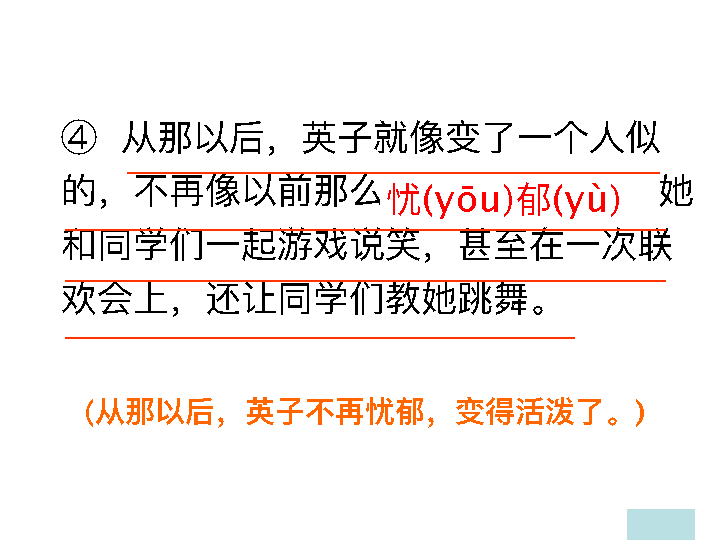 ④ 从那以后，英子就像变了一个人似
的，不再像以前那么忧(yōu)郁(yù) 她
和同学们一起游戏说笑，甚至在一次联
欢会上，还让同学们教她跳舞。
(从那以后，英子不再忧郁，变得活泼了。)